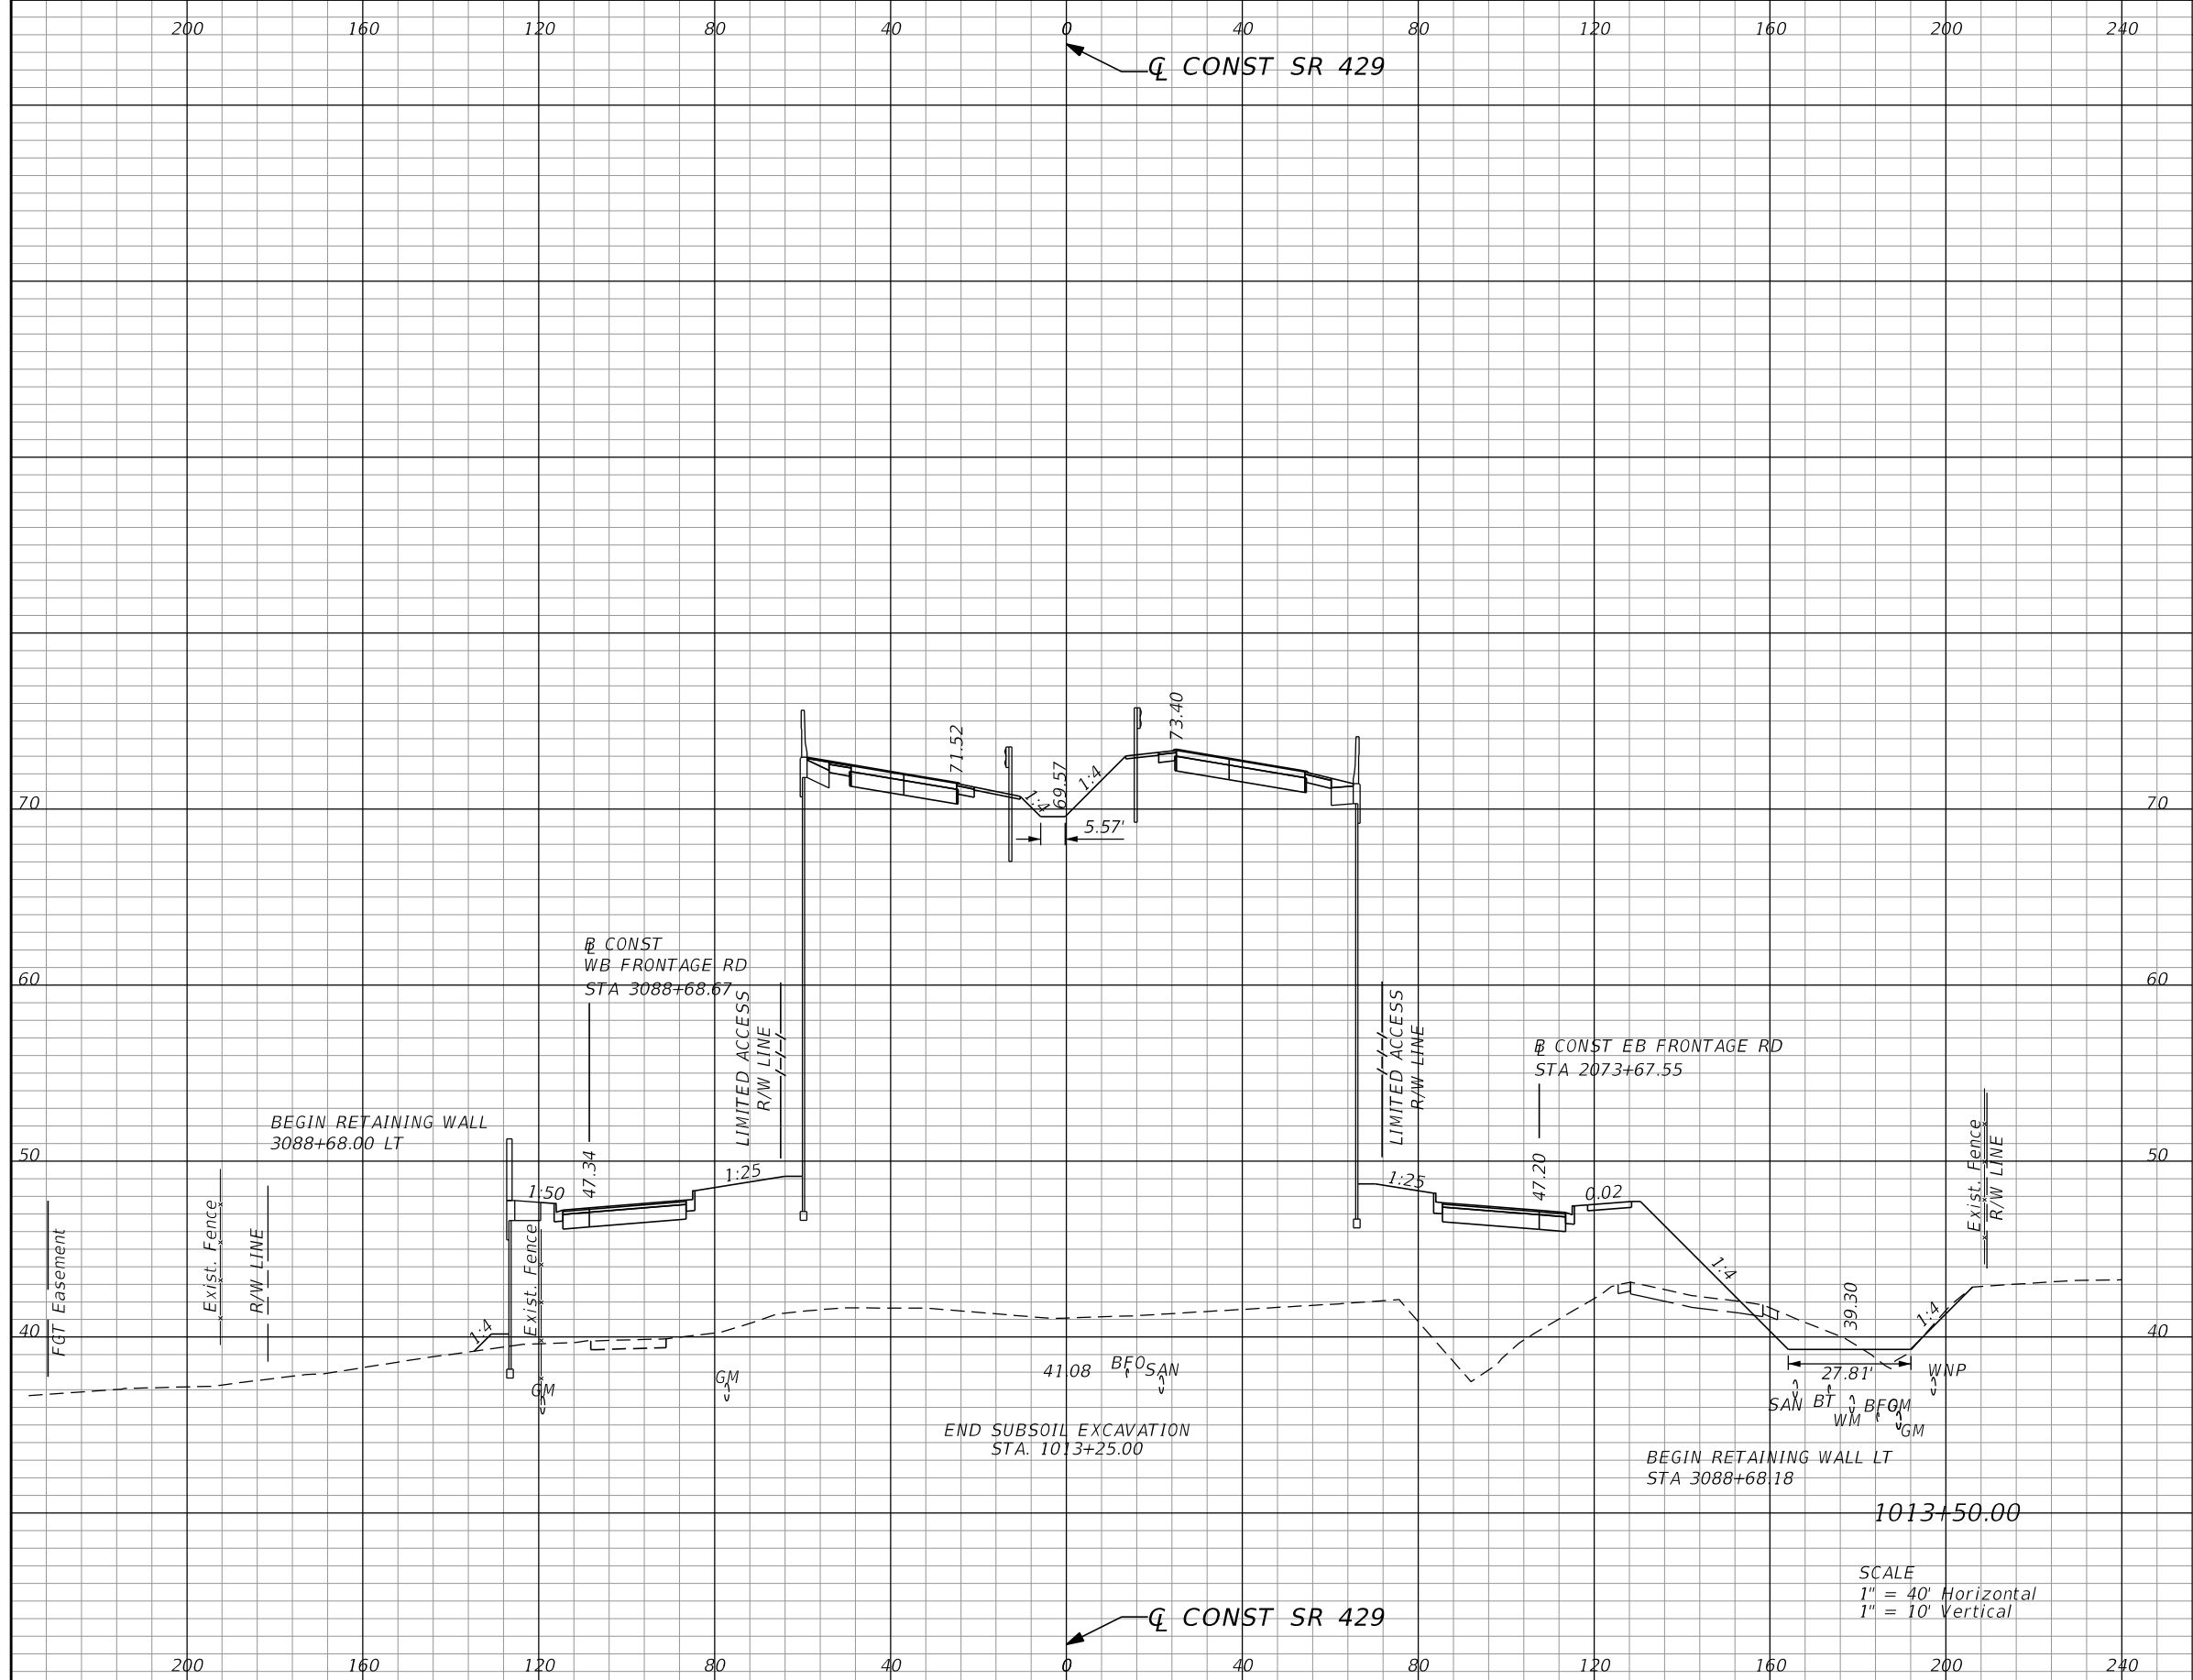 200 160 120 80 40 0 40 80 120 160 200 240
℄ CONST SR 429
73.40
71.52
69.57
1:4
1:4
5.57'
70 70
B CONST
WB FRONTAGE RD
STA 3088+68.67
60 60
LIMITED ACCESS
R/W LINE
LIMITED ACCESS
R/W LINE
B CONST EB FRONTAGE RD
STA 2073+67.55
BEGIN RETAINING WALL
3088+68.00 LT
50 50
47.34
1:25
1:50
1:25
47.20
0.02
Exist. Fence
R/W LINE
FGT Easement
Exist. Fence
R/W LINE
Exist. Fence
1:4
1:4
39.30
1:4
40 40
27.81'
GM
GM
41.08
BFO
SAN
SAN
BT
WM
BFO
GM
GM
WNP
END SUBSOIL EXCAVATION
STA. 1013+25.00
BEGIN RETAINING WALL LT
STA 3088+68.18
1013+50.00
SCALE
1" = 40' Horizontal
1" = 10' Vertical
℄ CONST SR 429
200 160 120 80 40 0 40 80 120 160 200 240